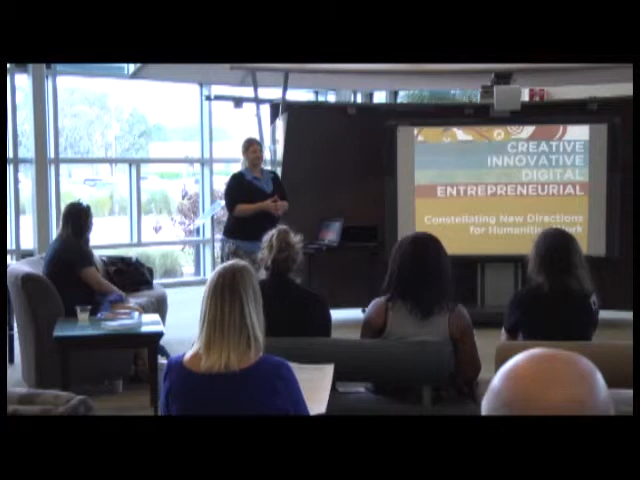 CREATIVE
INNOVATIVE
DIGITAL
ENTREPRENEURIAL
Constellating New Directions
for Humanities Work